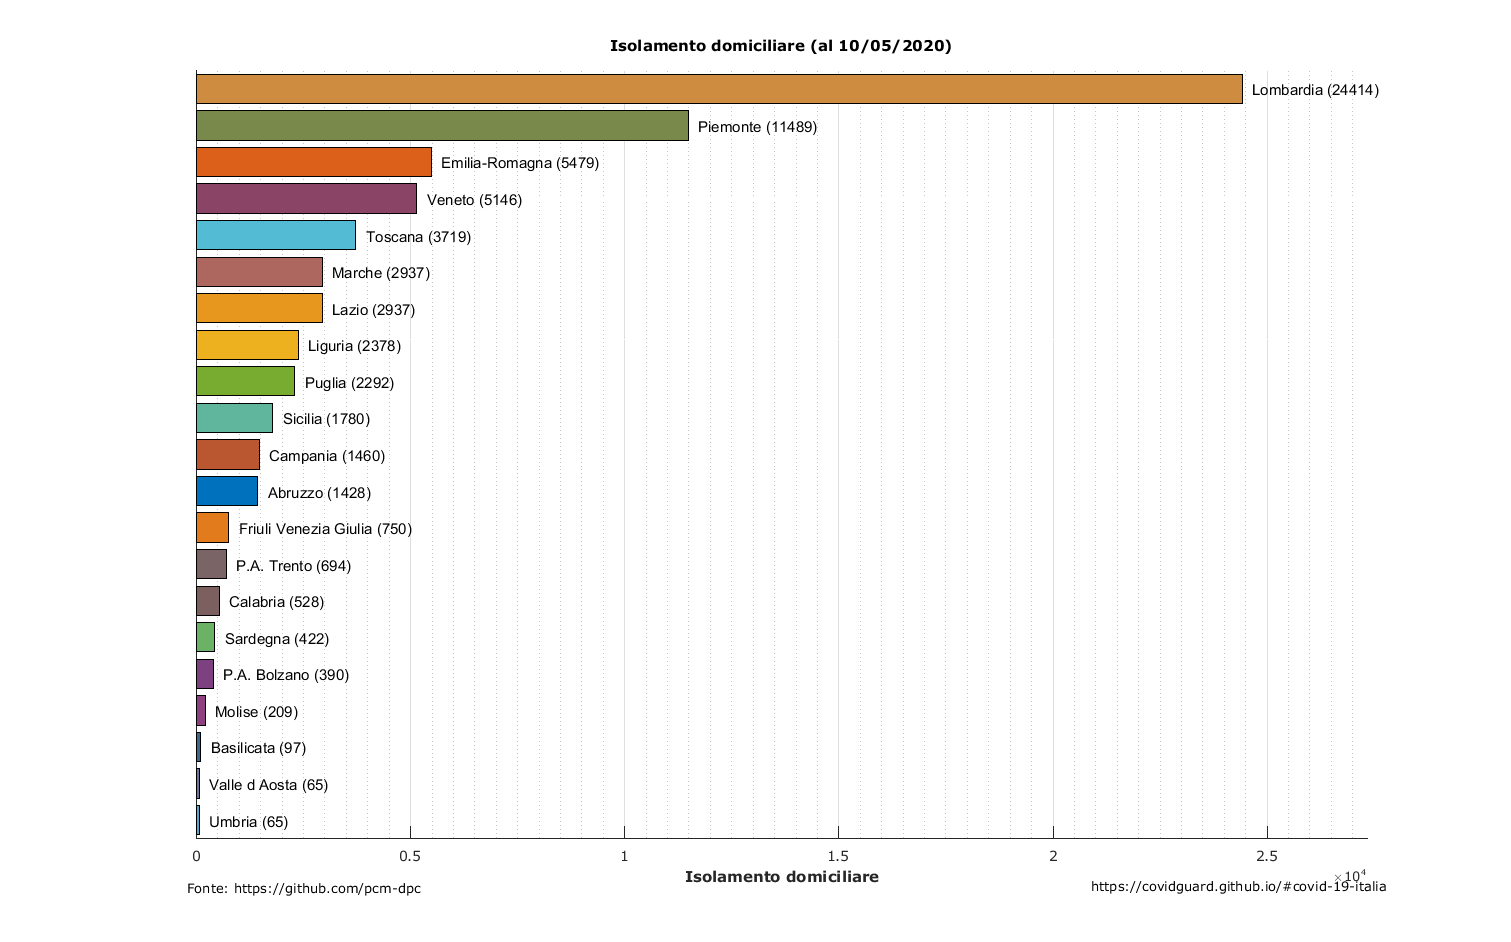 Isolamento domiciliare (al 10/05/2020)
Lombardia (24414)
Piemonte (11489)
Emilia-Romagna (5479)
Veneto (5146)
Toscana (3719)
Marche (2937)
Lazio (2937)
Liguria (2378)
Puglia (2292)
Sicilia (1780)
Campania (1460)
Abruzzo (1428)
Friuli Venezia Giulia (750)
P.A. Trento (694)
Calabria (528)
Sardegna (422)
P.A. Bolzano (390)
Molise (209)
Basilicata (97)
Valle d Aosta (65)
Umbria (65)
0 0.5 1 1.5 2 2.5
×10⁴
Isolamento domiciliare
Fonte: https://github.com/pcm-dpc
https://covidguard.github.io/#covid-19-italia